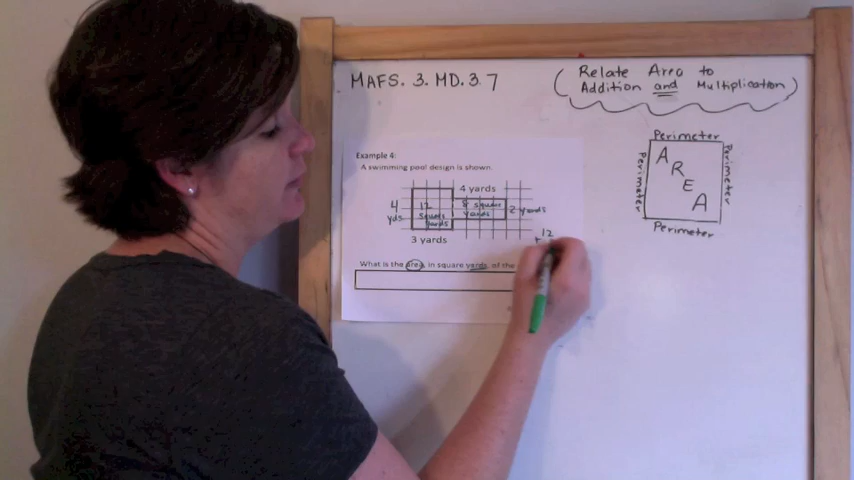 MAFS. 3. MD. 3. 7
(Relate Area to
Addition and Multiplication)
Example 4:
A swimming pool design is shown.
4 yards
4
yds
12
square
yards
8 square
yards
2 yards
3 yards
12
+
What is the area, in square yards, of the
Perimeter
Perimeter
AREA
Perimeter
Perimeter